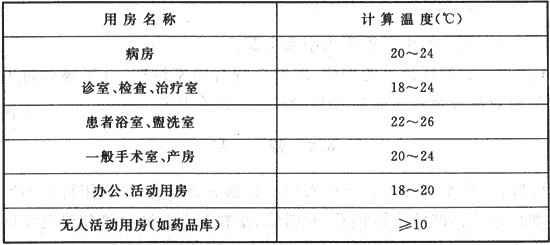 用房名称 计算温度(℃)
病房 20～24
诊室、检查、治疗室 18～24
患者浴室、盥洗室 22～26
一般手术室、产房 20～24
办公、活动用房 18～20
无人活动用房(如药品库) ≥10